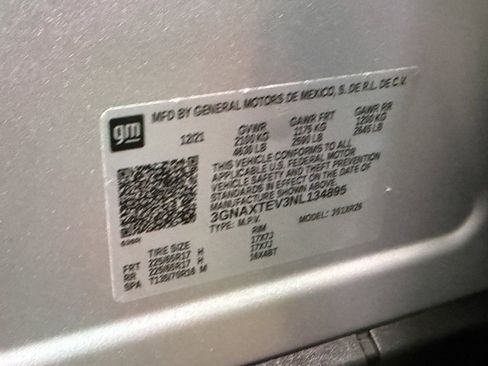 gm
MFD BY GENERAL MOTORS DE MEXICO, S. DE R.L. DE C.V.
12/21 GVWR GAWR FRT GAWR RR
2100 KG 1175 KG 1200 KG
4630 LB 2590 LB 2645 LB
THIS VEHICLE CONFORMS TO ALL
APPLICABLE U.S. FEDERAL MOTOR
VEHICLE SAFETY AND THEFT PREVENTION
STANDARDS IN EFFECT ON THE DATE OF
MANUFACTURE SHOWN ABOVE.
3GNAXTEV3NL134895
TYPE: M.P.V. MODEL: 
TIRE SIZE RIM
FRT 225/65R17 H 17X7J
RR 225/65R17 H 17X7J
SPA T135/70R16 M 16X4BT